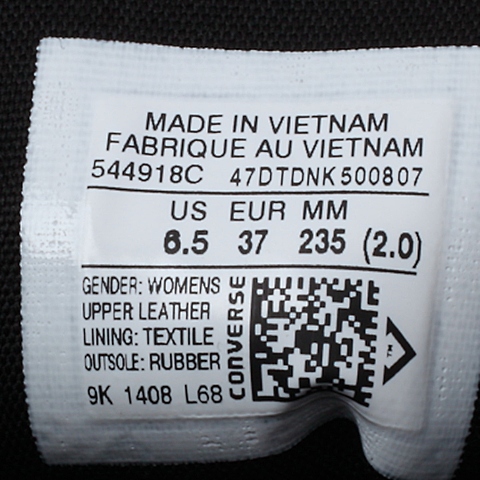 MADE IN VIETNAM
FABRIQUE AU VIETNAM
544918C 47DTDNK500807
US EUR MM
6.5 37 235 (2.0)
GENDER: WOMENS
UPPER: LEATHER
LINING: TEXTILE
OUTSOLE: RUBBER
9K 1408 L68
CONVERSE
™